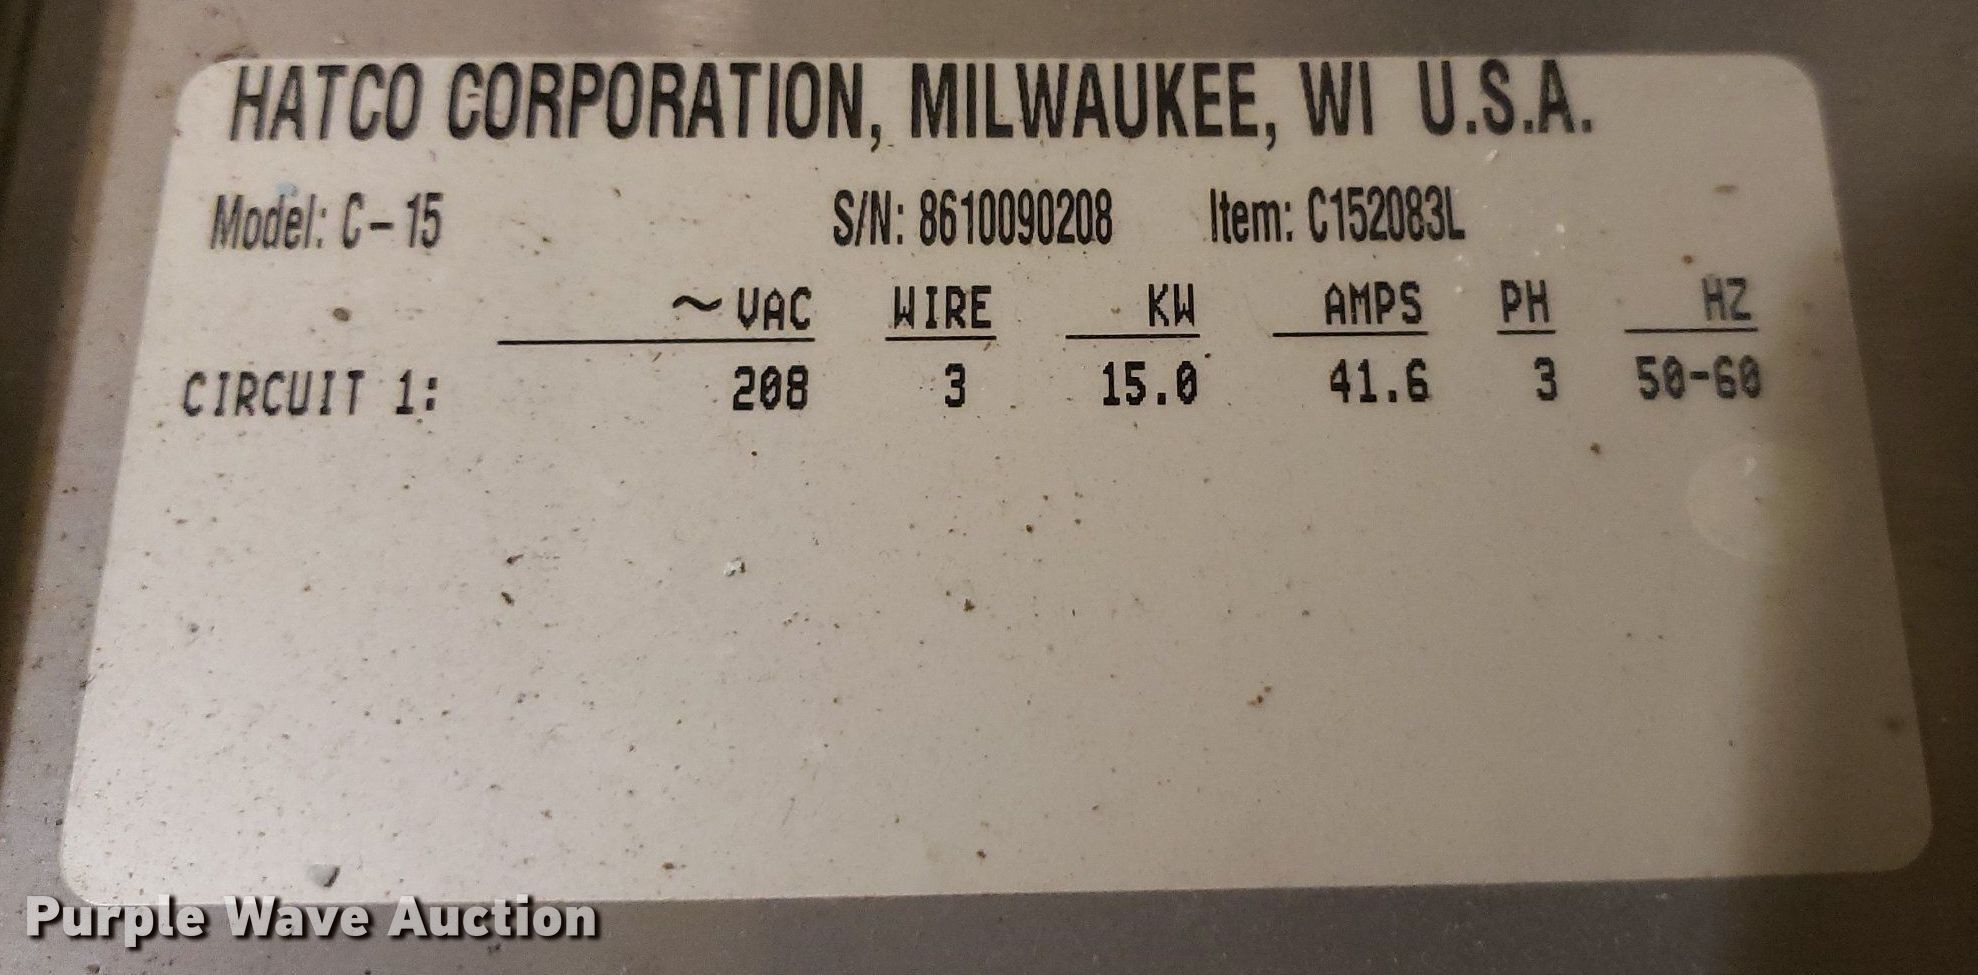 HATCO CORPORATION, MILWAUKEE, WI U.S.A.
Model: C-15 S/N: 8610090208 Item: C152083L
~VAC WIRE KW AMPS PH HZ
CIRCUIT 1: 208 3 15.0 41.6 3 50-60
Purple Wave Auction